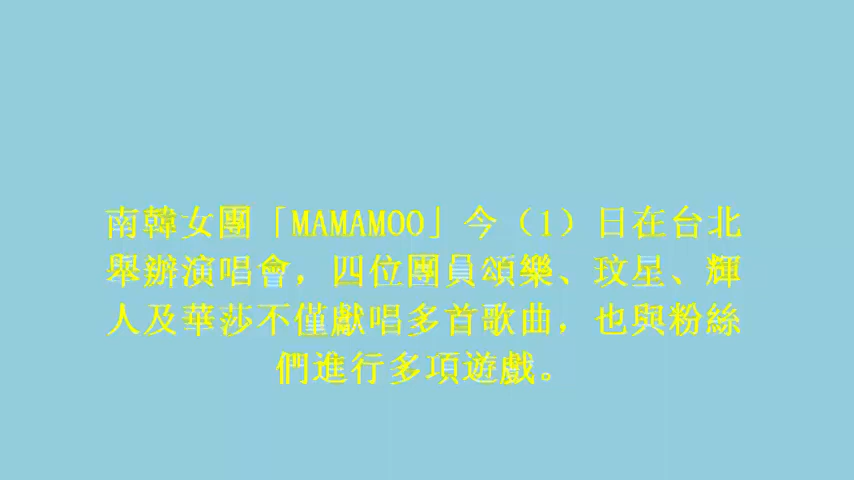 南韓女團「MAMAMOO」今（1）日在台北
舉辦演唱會，四位團員頌樂、玟星、輝
人及華莎不僅獻唱多首歌曲，也與粉絲
們進行多項遊戲。